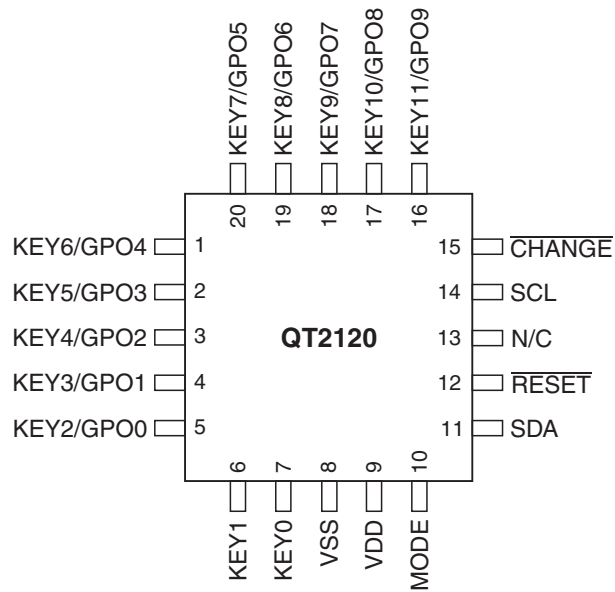 KEY7/GPO5
KEY8/GPO6
KEY9/GPO7
KEY10/GPO8
KEY11/GPO9
20
19
18
17
16
KEY6/GPO4 1
KEY5/GPO3 2
KEY4/GPO2 3
KEY3/GPO1 4
KEY2/GPO0 5
QT2120
15 CHANGE
14 SCL
13 N/C
12 RESET
11 SDA
6
7
8
9
10
KEY1
KEY0
VSS
VDD
MODE